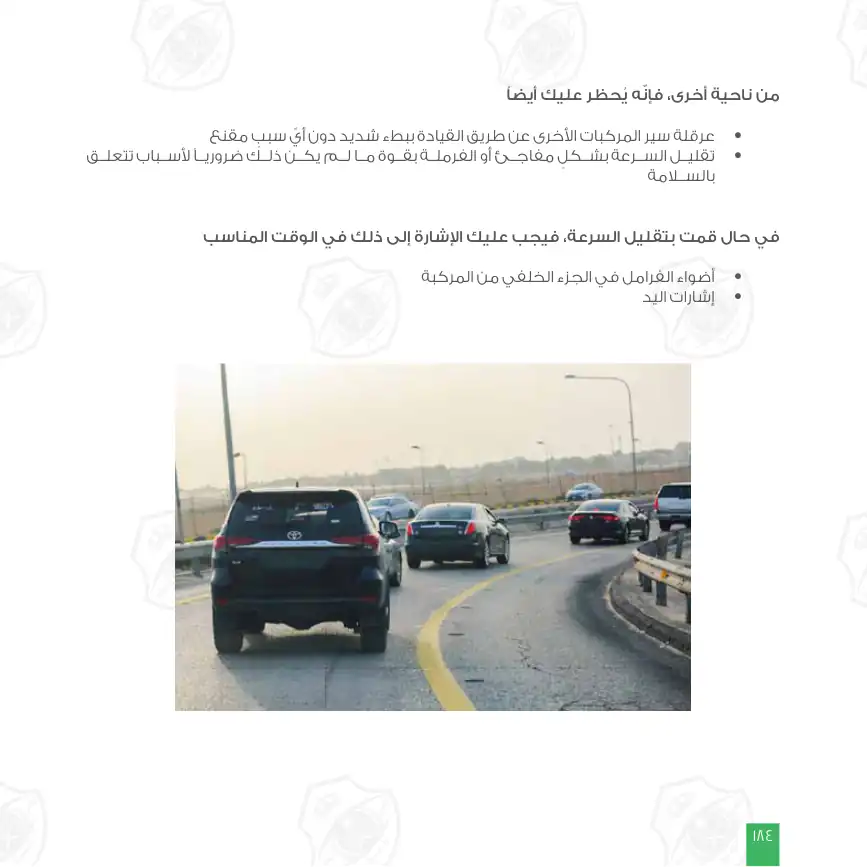 من ناحية أخرى، فإنّه يُحظر عليك أيضاً
• عرقلة سير المركبات الأخرى عن طريق القيادة ببطء شديد دون أيّ سببٍ مقنع
• تقليل السرعة بشكلٍ مفاجئ أو الفرملة بقوة ما لم يكن ذلك ضرورياً لأسباب تتعلق
بالسلامة
في حال قمت بتقليل السرعة، فيجب عليك الإشارة إلى ذلك في الوقت المناسب
• أضواء الفرامل في الجزء الخلفي من المركبة
• إشارات اليد
١٨٤